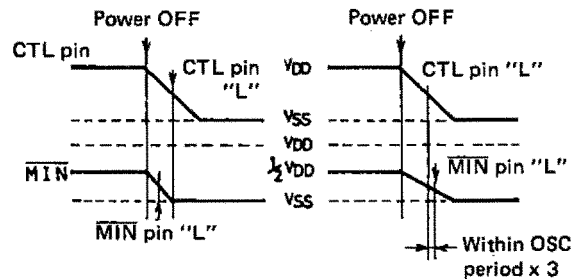 Power OFF
CTL pin
CTL pin
"L"
MIN
MIN pin "L"
Power OFF
VDD
CTL pin "L"
VSS
VDD
½VDD
MIN pin "L"
VSS
Within OSC
period x 3